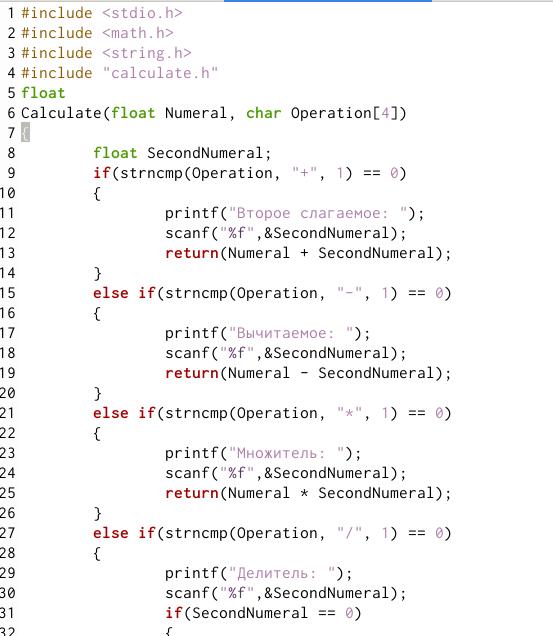 1 #include <stdio.h>
2 #include <math.h>
3 #include <string.h>
4 #include "calculate.h"
5 float
6 Calculate(float Numeral, char Operation[4])
7 {
8 float SecondNumeral;
9 if(strncmp(Operation, "+", 1) == 0)
10 {
11 printf("Второе слагаемое: ");
12 scanf("%f",&SecondNumeral);
13 return(Numeral + SecondNumeral);
14 }
15 else if(strncmp(Operation, "-", 1) == 0)
16 {
17 printf("Вычитаемое: ");
18 scanf("%f",&SecondNumeral);
19 return(Numeral - SecondNumeral);
20 }
21 else if(strncmp(Operation, "*", 1) == 0)
22 {
23 printf("Множитель: ");
24 scanf("%f",&SecondNumeral);
25 return(Numeral * SecondNumeral);
26 }
27 else if(strncmp(Operation, "/", 1) == 0)
28 {
29 printf("Делитель: ");
30 scanf("%f",&SecondNumeral);
31 if(SecondNumeral == 0)
32 {